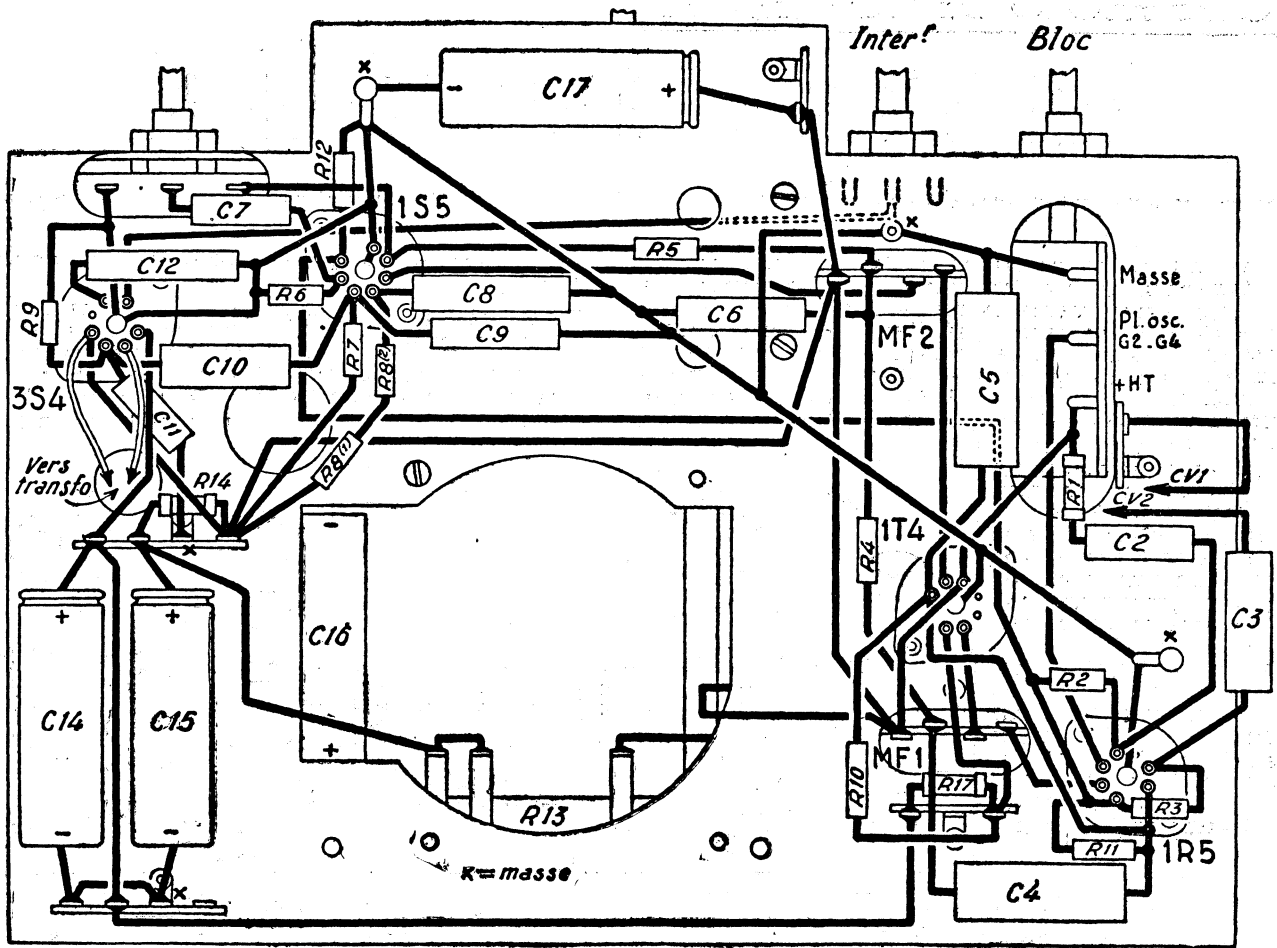 Interr
Bloc
x
- C17 +
R12
C7
1S5
x
R5
C12
Masse
R9
R6
C8
C6
Pl. osc.
G2-G4
MF2
C9
R7
R8(2)
C10
C5
+HT
3S4
C11
R8(1)
Vers
transfo
R14
CV1
R1
CV2
x
-
1T4
C2
R4
+
+
C16
C3
x
C14
C15
R2
+
MF1
R10
R17
R3
R13
-
-
R11
1R5
x = masse
x
C4